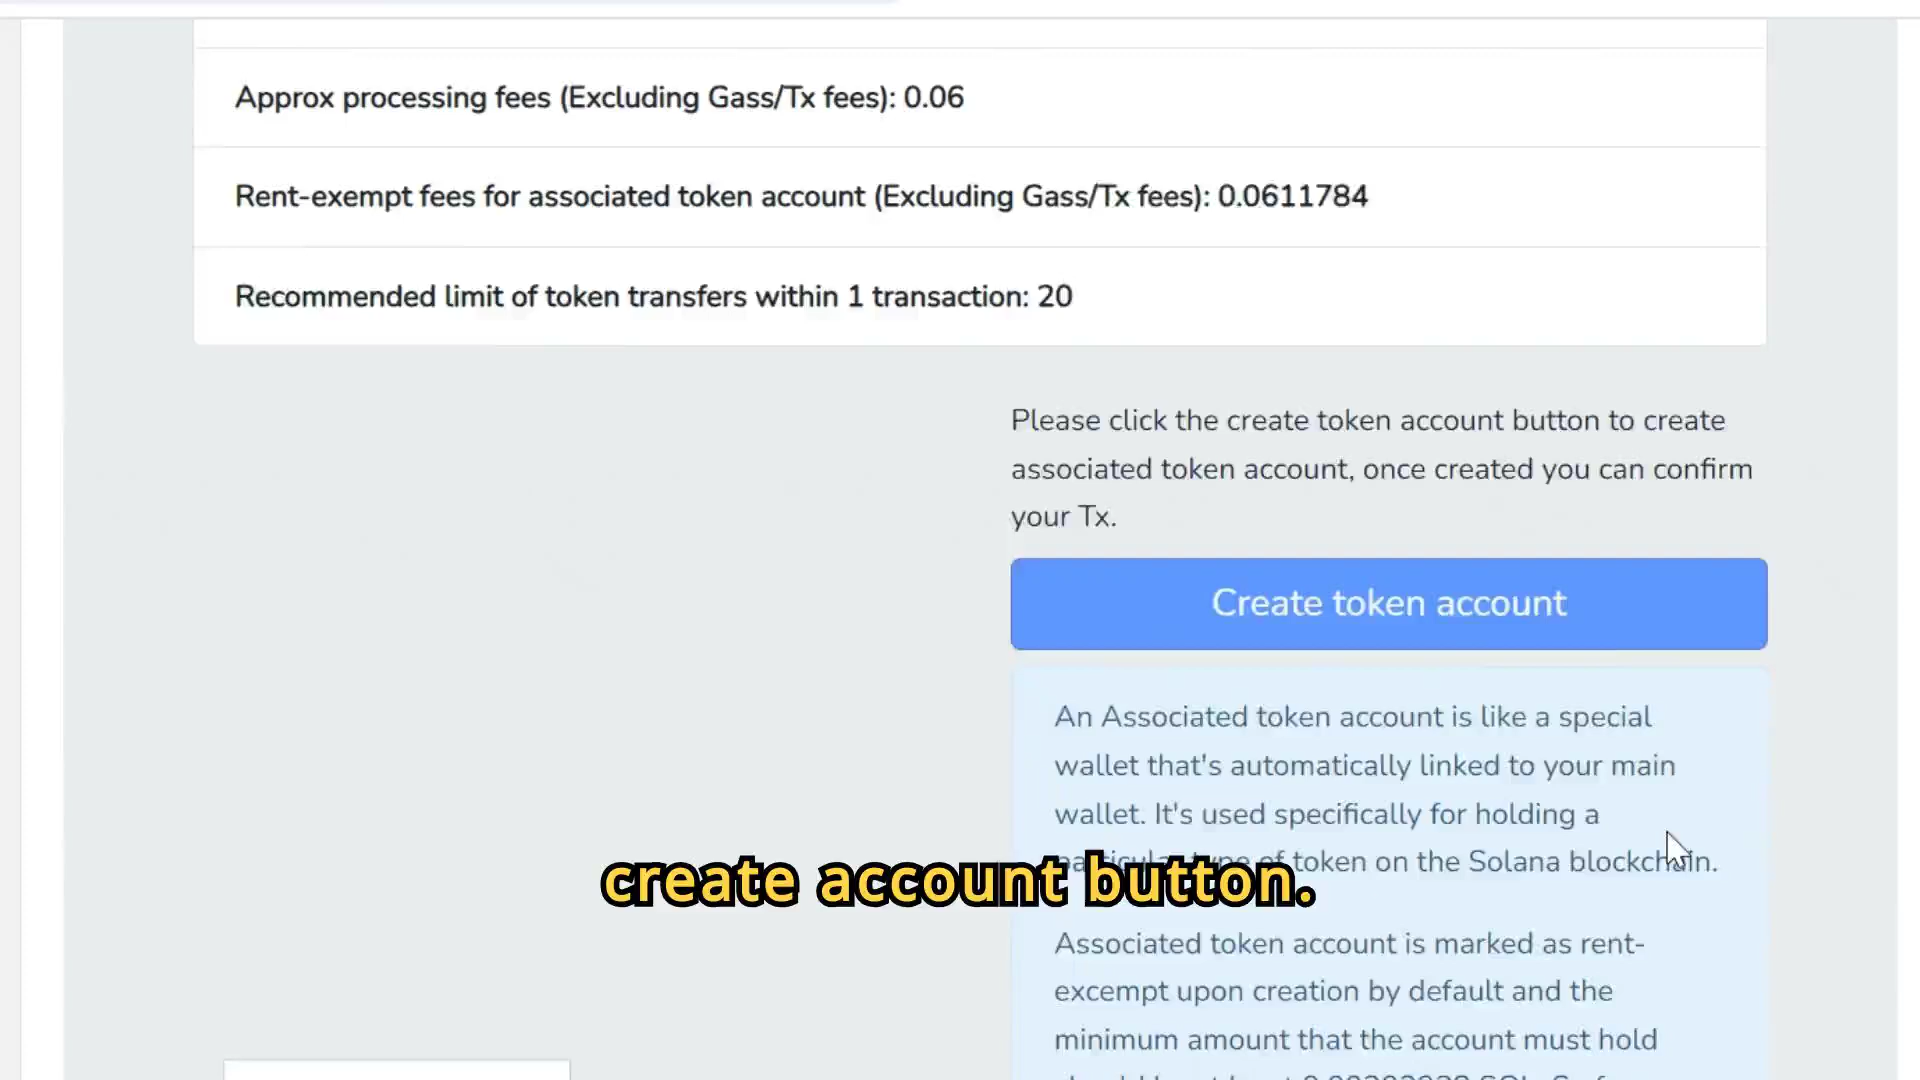 Approx processing fees (Excluding Gass/Tx fees): 0.06
Rent-exempt fees for associated token account (Excluding Gass/Tx fees): 0.0611784
Recommended limit of token transfers within 1 transaction: 20
Please click the create token account button to create
associated token account, once created you can confirm
your Tx.
Create token account
An Associated token account is like a special
wallet that's automatically linked to your main
wallet. It's used specifically for holding a
particular type of token on the Solana blockchain.
create account button.
Associated token account is marked as rent-
excempt upon creation by default and the
minimum amount that the account must hold